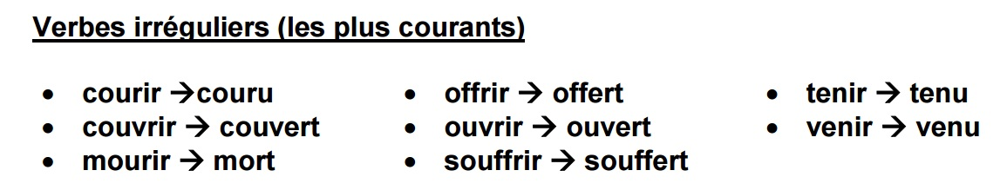 Verbes irréguliers (les plus courants)
• courir →couru
• couvrir → couvert
• mourir → mort
• offrir → offert
• ouvrir → ouvert
• souffrir → souffert
• tenir → tenu
• venir → venu